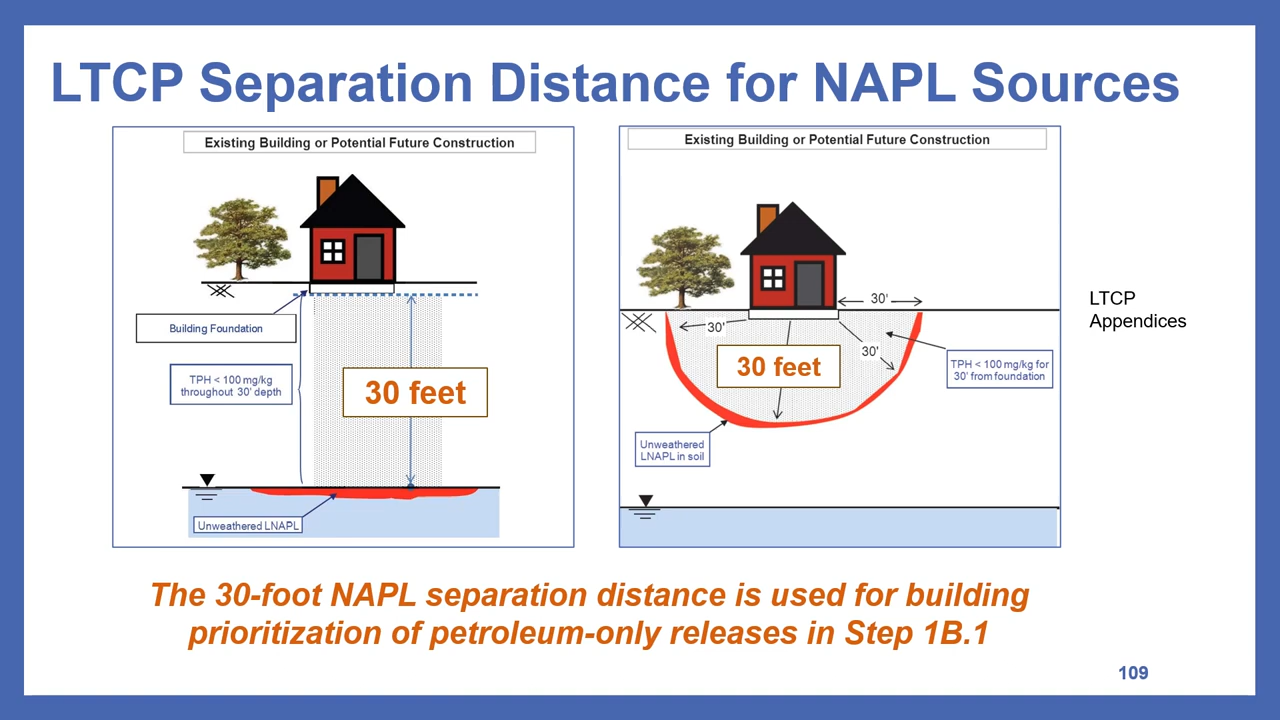 LTCP Separation Distance for NAPL Sources
Existing Building or Potential Future Construction
Building Foundation
TPH < 100 mg/kg
throughout 30' depth
30 feet
Unweathered LNAPL
Existing Building or Potential Future Construction
30'
30'
30'
30 feet
TPH < 100 mg/kg for
30' from foundation
Unweathered
LNAPL in soil
LTCP
Appendices
The 30-foot NAPL separation distance is used for building
prioritization of petroleum-only releases in Step 1B.1
109